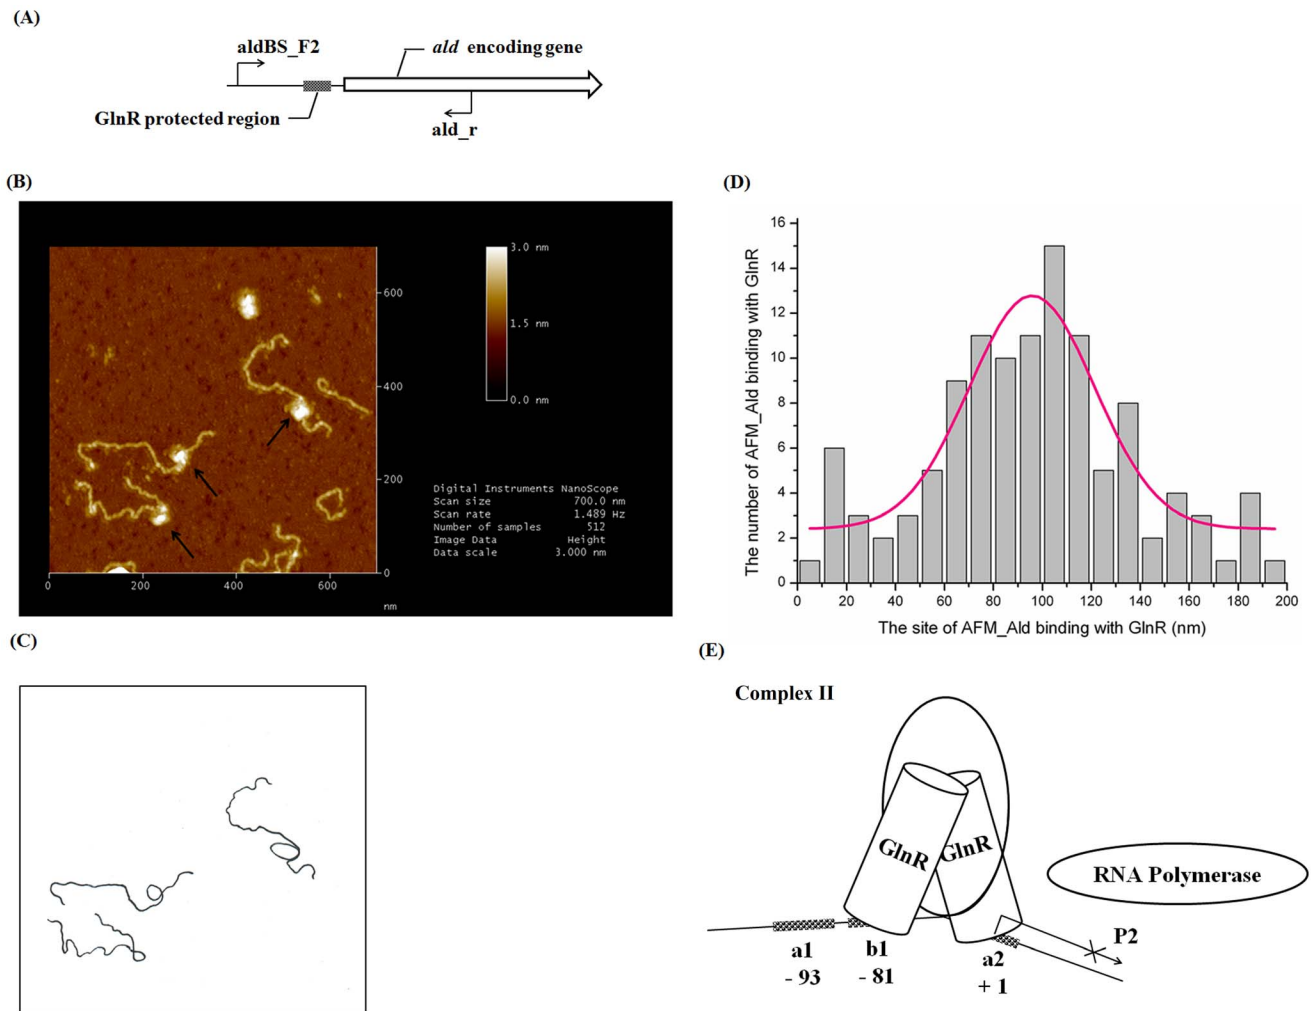 (A)
aldBS_F2
ald encoding gene
GlnR protected region
ald_r
(B)
3.0 nm
1.5 nm
0.0 nm
600
400
200
0
0 200 400 600
nm
Digital Instruments NanoScope
Scan size 700.0 nm
Scan rate 1.489 Hz
Number of samples 512
Image Data Height
Data scale 3.000 nm
(D)
The number of AFM_Ald binding with GlnR
16
14
12
10
8
6
4
2
0
0 20 40 60 80 100 120 140 160 180 200
The site of AFM_Ald binding with GlnR (nm)
(C)
(E)
Complex II
GlnR GlnR
RNA Polymerase
P2
a1 b1 a2
- 93 - 81 + 1